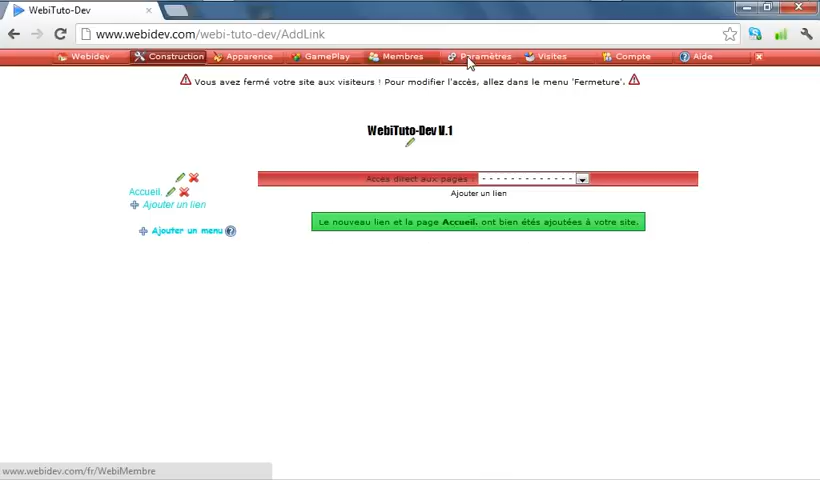 WebiTuto-Dev
www.webidev.com/webi-tuto-dev/AddLink
Webidev Construction Apparence GamePlay Membres Paramètres Visites Compte Aide
Vous avez fermé votre site aux visiteurs ! Pour modifier l'accès, allez dans le menu 'Fermeture'.
WebiTuto-Dev V.1
Accès direct aux pages : - - - - - - - - - - - - -
Accueil.
Ajouter un lien
Ajouter un lien
Le nouveau lien et la page Accueil. ont bien étés ajoutées à votre site.
Ajouter un menu
www.webidev.com/fr/WebiMembre